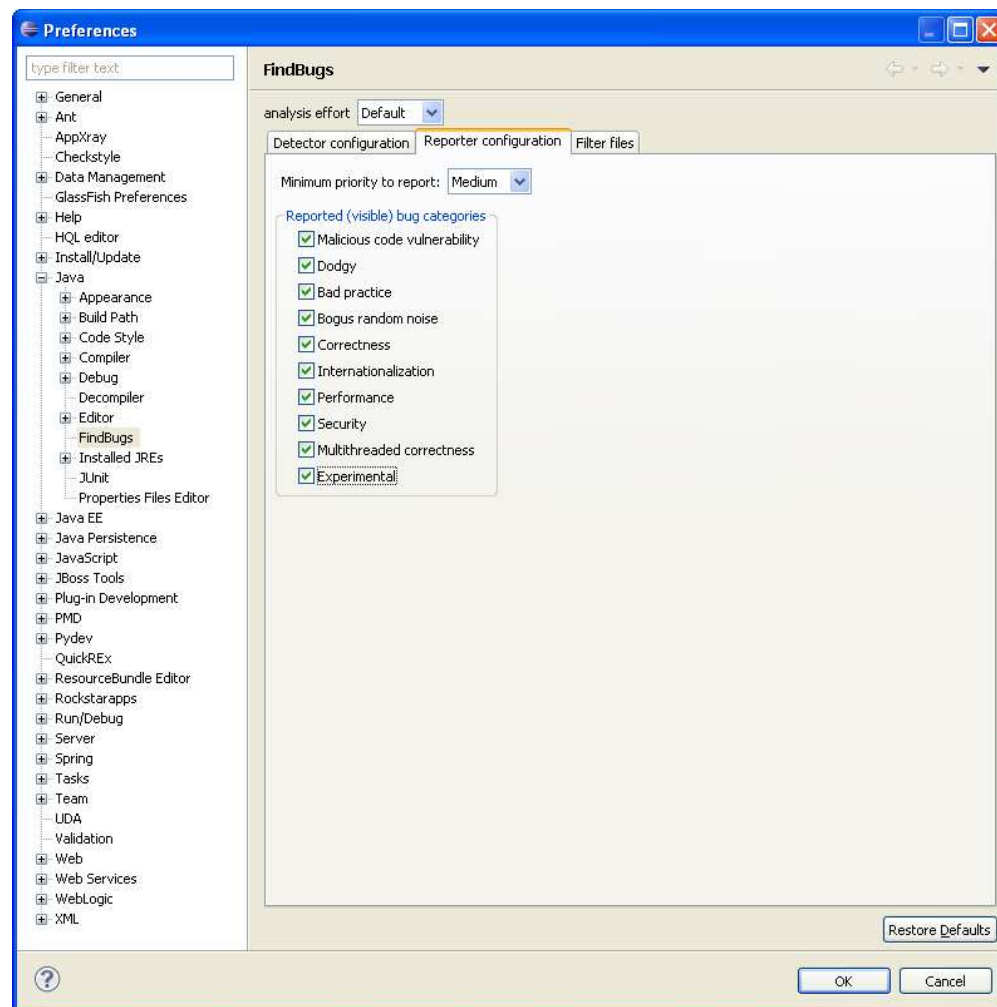 Preferences
type filter text
General
Ant
AppXray
Checkstyle
Data Management
GlassFish Preferences
Help
HQL editor
Install/Update
Java
Appearance
Build Path
Code Style
Compiler
Debug
Decompiler
Editor
FindBugs
Installed JREs
JUnit
Properties Files Editor
Java EE
Java Persistence
JavaScript
JBoss Tools
Plug-in Development
PMD
Pydev
QuickREx
ResourceBundle Editor
Rockstarapps
Run/Debug
Server
Spring
Tasks
Team
UDA
Validation
Web
Web Services
WebLogic
XML
FindBugs
analysis effort Default
Detector configuration Reporter configuration Filter files
Minimum priority to report: Medium
Reported (visible) bug categories
Malicious code vulnerability
Dodgy
Bad practice
Bogus random noise
Correctness
Internationalization
Performance
Security
Multithreaded correctness
Experimental
Restore Defaults
OK Cancel